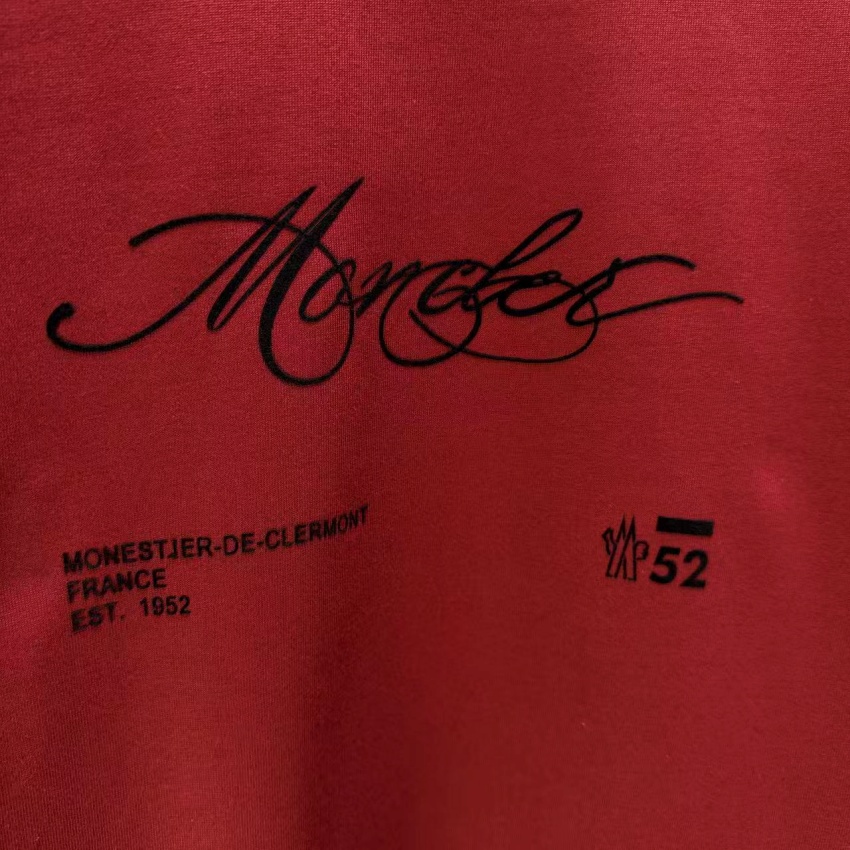 Moncler
MONESTIER-DE-CLERMONT
FRANCE
EST. 1952
52